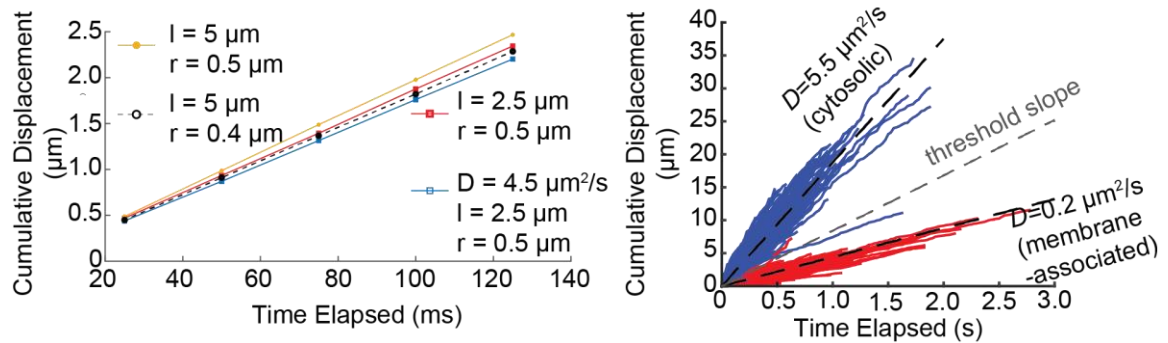 Cumulative Displacement
(μm)
2.5
2.0
1.5
1.0
0.5
0
20
40
60
80
100
120
140
Time Elapsed (ms)
l = 5 μm
r = 0.5 μm
l = 5 μm
r = 0.4 μm
l = 2.5 μm
r = 0.5 μm
D = 4.5 μm²/s
l = 2.5 μm
r = 0.5 μm
Cumulative Displacement
(μm)
40
35
30
25
20
15
10
5
0
0
0.5
1.0
1.5
2.0
2.5
3.0
Time Elapsed (s)
D=5.5 μm²/s
(cytosolic)
threshold slope
D=0.2 μm²/s
(membrane
-associated)